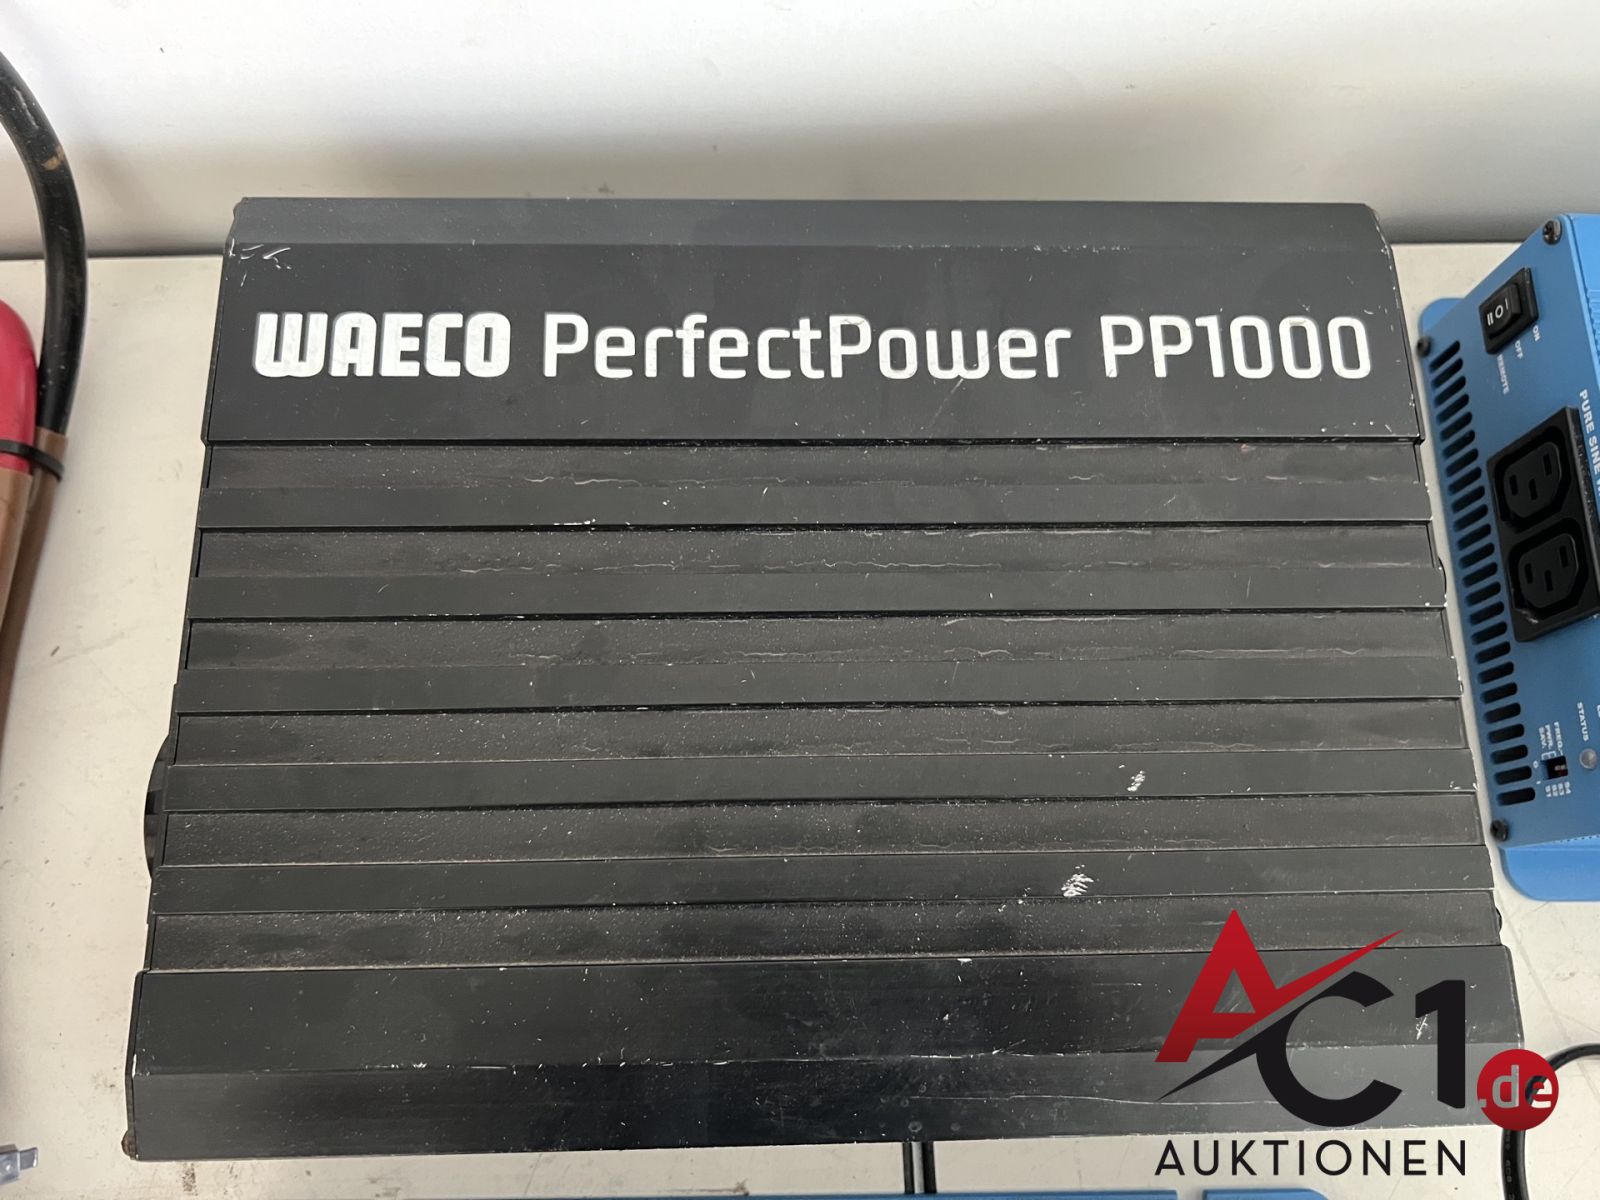 WAECO PerfectPower PP1000
ON
OFF
REMOTE
PURE SINE
STATUS
AC1.de
AUKTIONEN